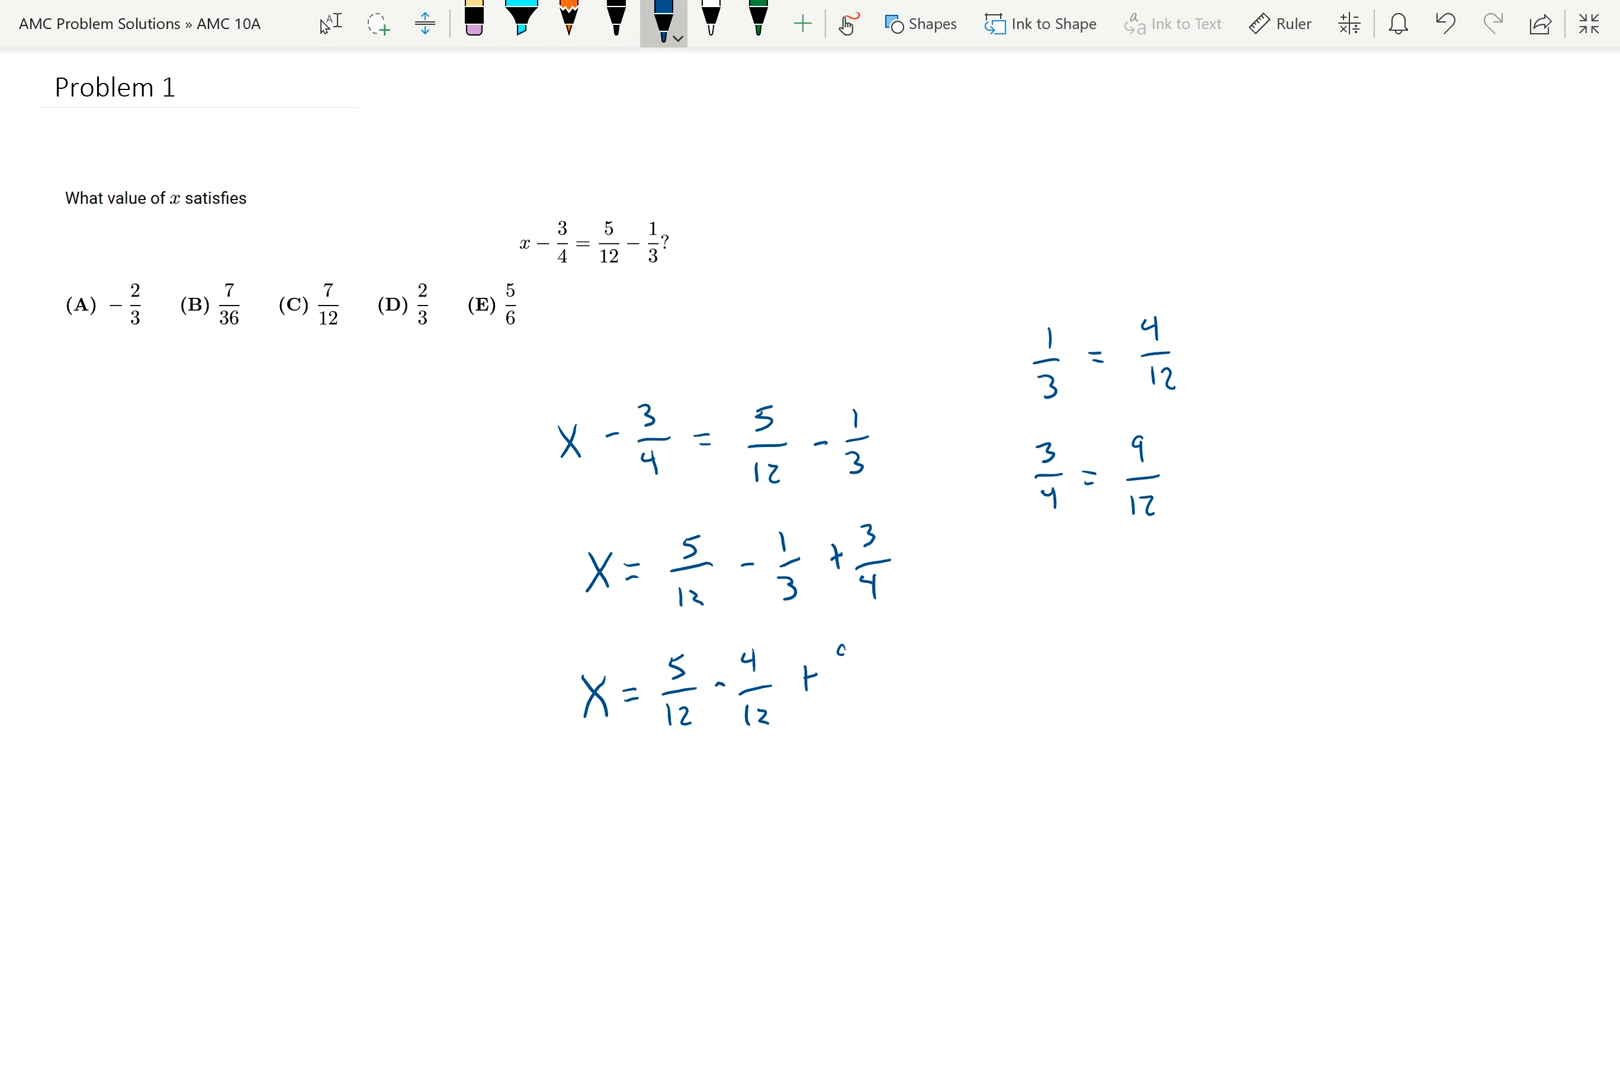 AMC Problem Solutions » AMC 10A
Shapes Ink to Shape Ink to Text Ruler
Problem 1
What value of x satisfies
x − 3/4 = 5/12 − 1/3?
(A) −2/3 (B) 7/36 (C) 7/12 (D) 2/3 (E) 5/6
1/3 = 4/12
x - 3/4 = 5/12 - 1/3
3/4 = 9/12
x = 5/12 - 1/3 + 3/4
x = 5/12 - 4/12 +